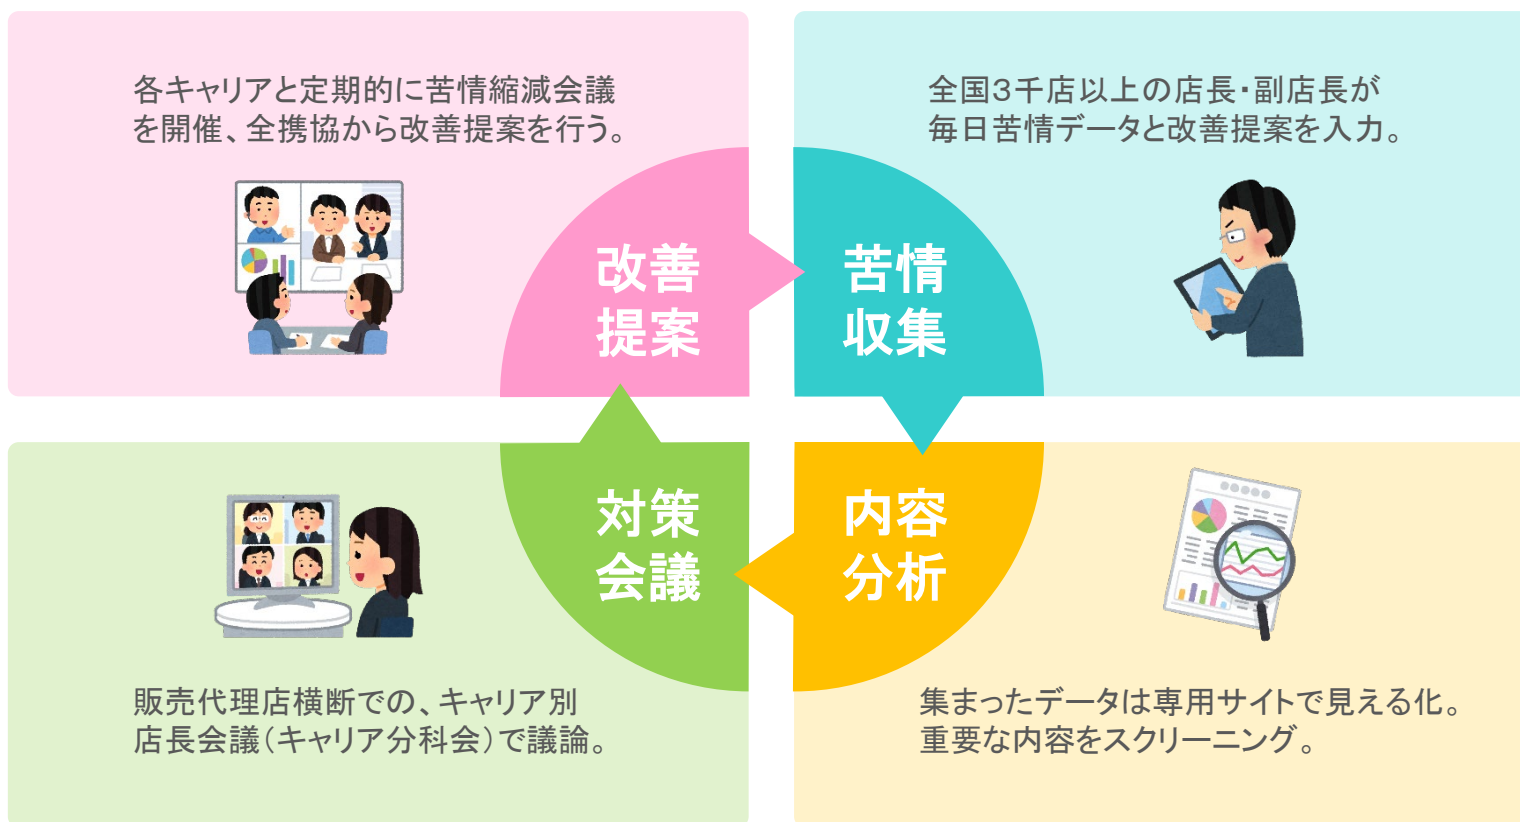 各キャリアと定期的に苦情縮減会議
を開催、全携協から改善提案を行う。
改善
提案
全国3千店以上の店長・副店長が
毎日苦情データと改善提案を入力。
苦情
収集
対策
会議
販売代理店横断での、キャリア別
店長会議(キャリア分科会)で議論。
内容
分析
集まったデータは専用サイトで見える化。
重要な内容をスクリーニング。